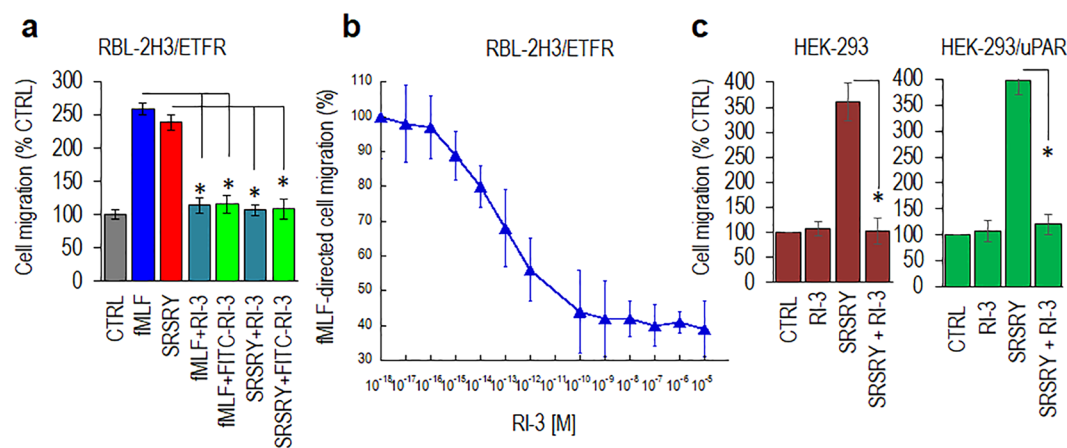 a
RBL-2H3/ETFR
Cell migration (% CTRL)
300
250
200
150
100
50
0
* * * *
CTRL
fMLF
SRSRY
fMLF+RI-3
fMLF+FITC-RI-3
SRSRY+RI-3
SRSRY+FITC-RI-3
b
RBL-2H3/ETFR
fMLF-directed cell migration (%)
110
100
90
80
70
60
50
40
30
10-18 10-17 10-16 10-15 10-14 10-13 10-12 10-11 10-10 10-9 10-8 10-7 10-6 10-5
RI-3 [M]
c
HEK-293
Cell migration (% CTRL)
400
350
300
250
200
150
100
50
0
*
CTRL
RI-3
SRSRY
SRSRY + RI-3
HEK-293/uPAR
400
350
300
250
200
150
100
50
0
*
CTRL
RI-3
SRSRY
SRSRY + RI-3